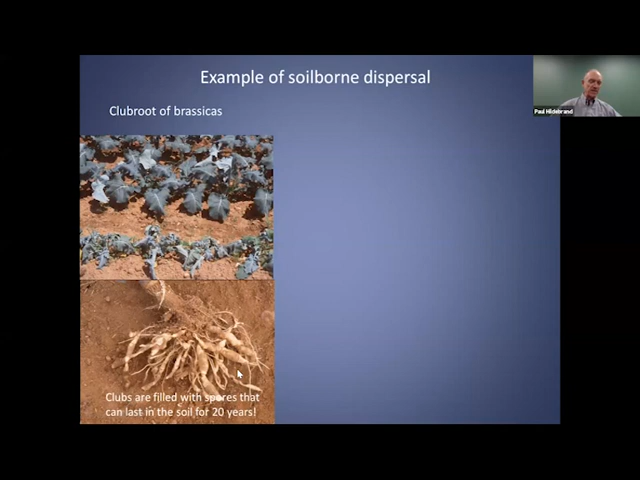 Example of soilborne dispersal
Paul Hildebrand
Clubroot of brassicas
Clubs are filled with spores that
can last in the soil for 20 years!